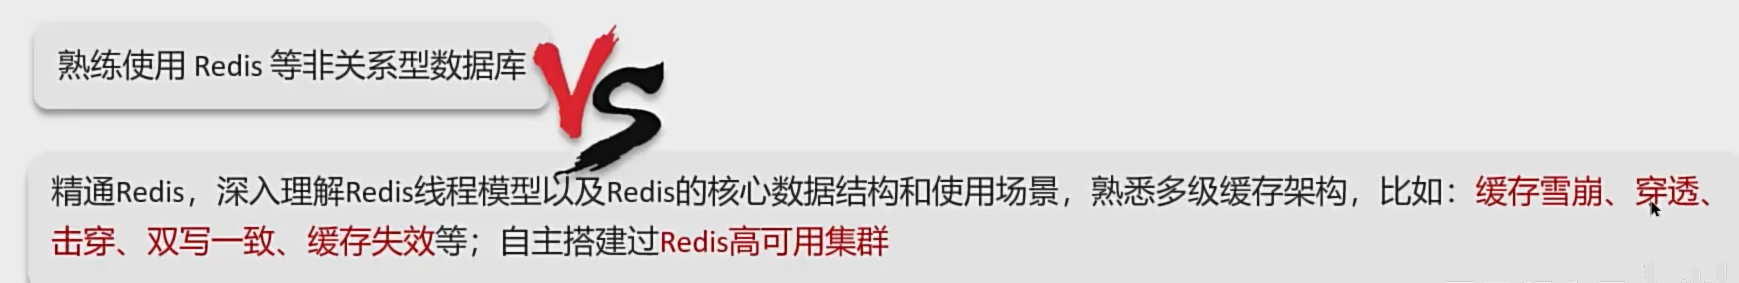 熟练使用 Redis 等非关系型数据库
VS
精通Redis，深入理解Redis线程模型以及Redis的核心数据结构和使用场景，熟悉多级缓存架构，比如：缓存雪崩、穿透、
击穿、双写一致、缓存失效等；自主搭建过Redis高可用集群